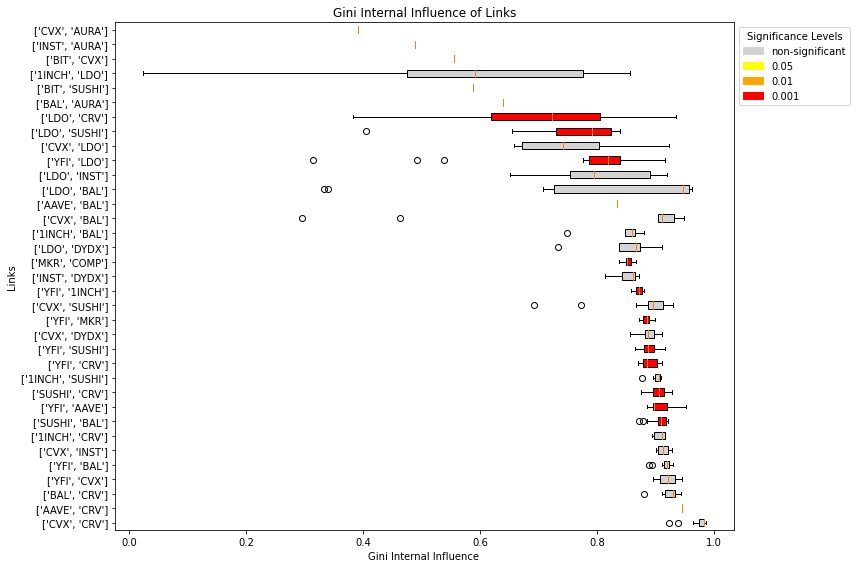 Gini Internal Influence of Links
['CVX', 'AURA']
['INST', 'AURA']
['BIT', 'CVX']
['1INCH', 'LDO']
['BIT', 'SUSHI']
['BAL', 'AURA']
['LDO', 'CRV']
['LDO', 'SUSHI']
['CVX', 'LDO']
['YFI', 'LDO']
['LDO', 'INST']
['LDO', 'BAL']
['AAVE', 'BAL']
['CVX', 'BAL']
['1INCH', 'BAL']
['LDO', 'DYDX']
['MKR', 'COMP']
['INST', 'DYDX']
['YFI', '1INCH']
['CVX', 'SUSHI']
['YFI', 'MKR']
['CVX', 'DYDX']
['YFI', 'SUSHI']
['YFI', 'CRV']
['1INCH', 'SUSHI']
['SUSHI', 'CRV']
['YFI', 'AAVE']
['SUSHI', 'BAL']
['1INCH', 'CRV']
['CVX', 'INST']
['YFI', 'BAL']
['YFI', 'CVX']
['BAL', 'CRV']
['AAVE', 'CRV']
['CVX', 'CRV']
Links
0.0 0.2 0.4 0.6 0.8 1.0
Gini Internal Influence
Significance Levels
non-significant
0.05
0.01
0.001